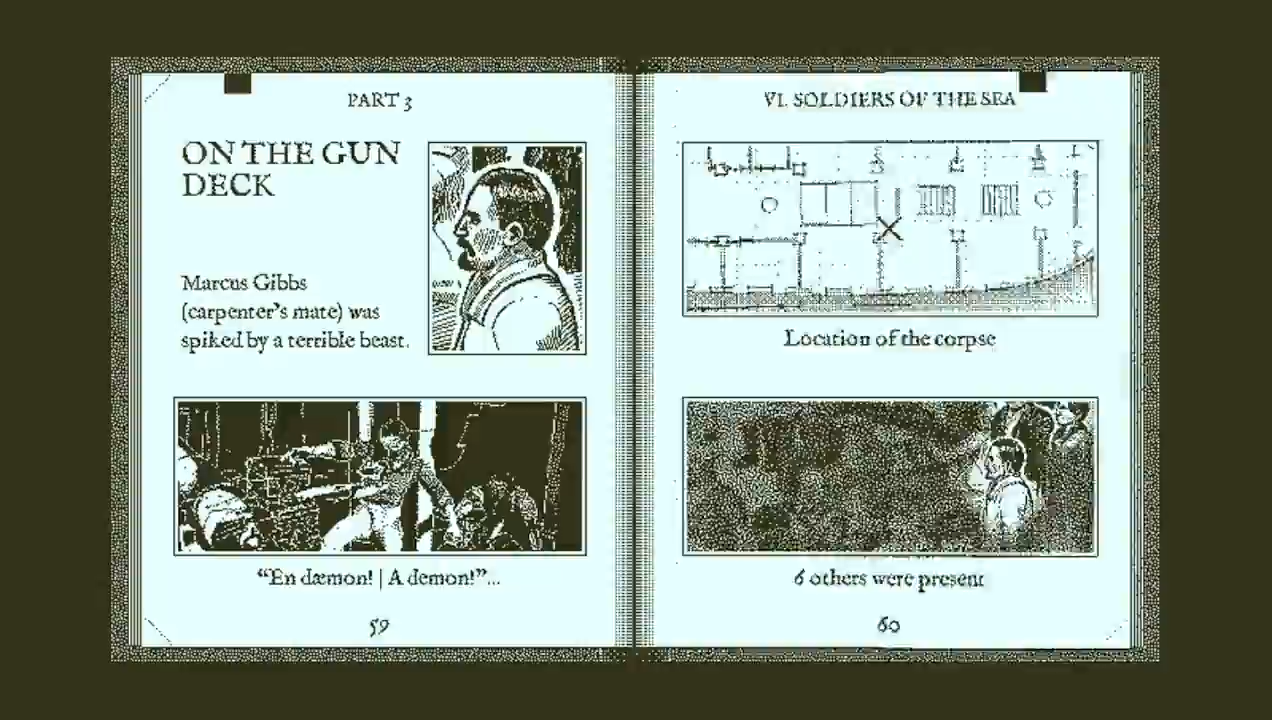 PART 3
ON THE GUN
DECK
Marcus Gibbs
(carpenter's mate) was
spiked by a terrible beast.
"En dæmon! | A demon!"...
59
VI. SOLDIERS OF THE SEA
Location of the corpse
6 others were present
60